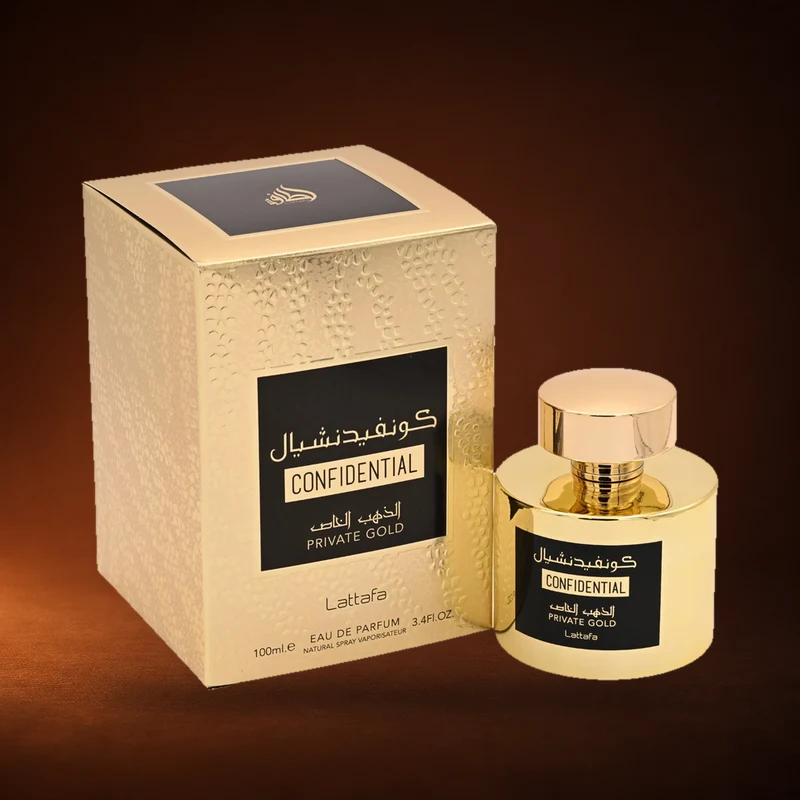 لطافة
كونفيدنشيال
CONFIDENTIAL
الذهب الخاص
PRIVATE GOLD
Lattafa
100ml.e EAU DE PARFUM 3.4Fl.OZ.
NATURAL SPRAY VAPORISATEUR
كونفيدنشيال
CONFIDENTIAL
الذهب الخاص
PRIVATE GOLD
Lattafa